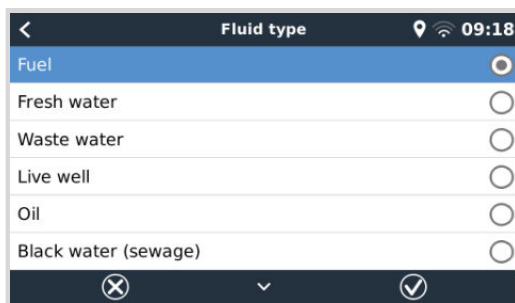 Fluid type 09:18
Fuel
Fresh water
Waste water
Live well
Oil
Black water (sewage)